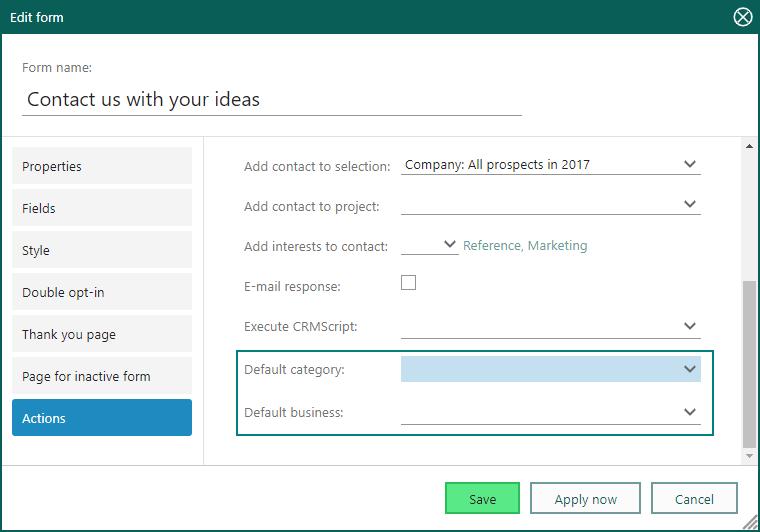 Edit form
Form name:
Contact us with your ideas
Properties
Fields
Style
Double opt-in
Thank you page
Page for inactive form
Actions
Add contact to selection: Company: All prospects in 2017
Add contact to project:
Add interests to contact: Reference, Marketing
E-mail response:
Execute CRMScript:
Default category:
Default business:
Save Apply now Cancel